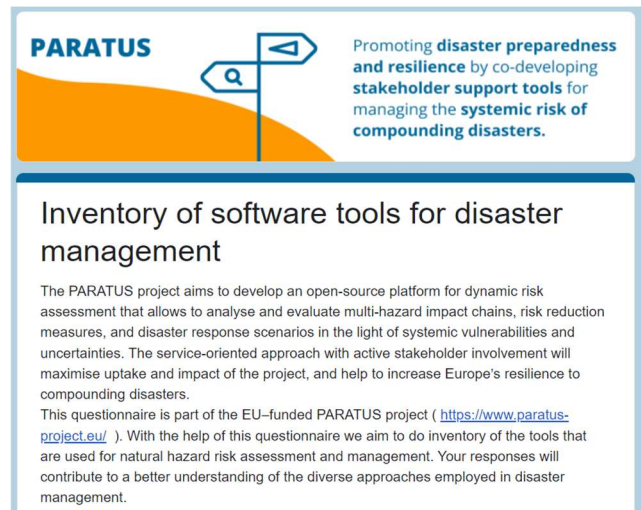 PARATUS
Promoting disaster preparedness
and resilience by co-developing
stakeholder support tools for
managing the systemic risk of
compounding disasters.
Inventory of software tools for disaster
management
The PARATUS project aims to develop an open-source platform for dynamic risk
assessment that allows to analyse and evaluate multi-hazard impact chains, risk reduction
measures, and disaster response scenarios in the light of systemic vulnerabilities and
uncertainties. The service-oriented approach with active stakeholder involvement will
maximise uptake and impact of the project, and help to increase Europe's resilience to
compounding disasters.
This questionnaire is part of the EU–funded PARATUS project ( https://www.paratus-
project.eu/ ). With the help of this questionnaire we aim to do inventory of the tools that
are used for natural hazard risk assessment and management. Your responses will
contribute to a better understanding of the diverse approaches employed in disaster
management.